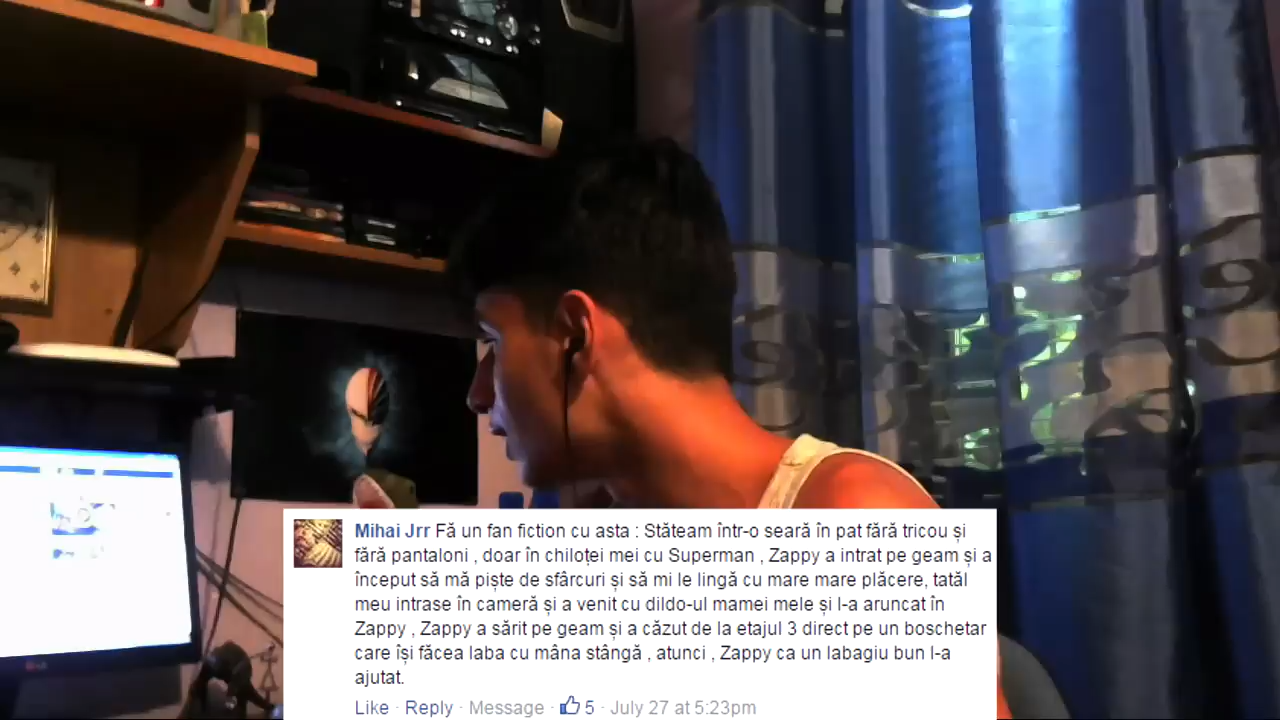 Mihai Jrr Fă un fan fiction cu asta : Stăteam într-o seară în pat fără tricou și
fără pantaloni , doar în chiloței mei cu Superman , Zappy a intrat pe geam și a
început să mă piște de sfârcuri și să mi le lingă cu mare mare plăcere, tatăl
meu intrase în cameră și a venit cu dildo-ul mamei mele și l-a aruncat în
Zappy , Zappy a sărit pe geam și a căzut de la etajul 3 direct pe un boschetar
care își făcea laba cu mâna stângă , atunci , Zappy ca un labagiu bun l-a
ajutat.
Like · Reply · Message · 5 · July 27 at 5:23pm